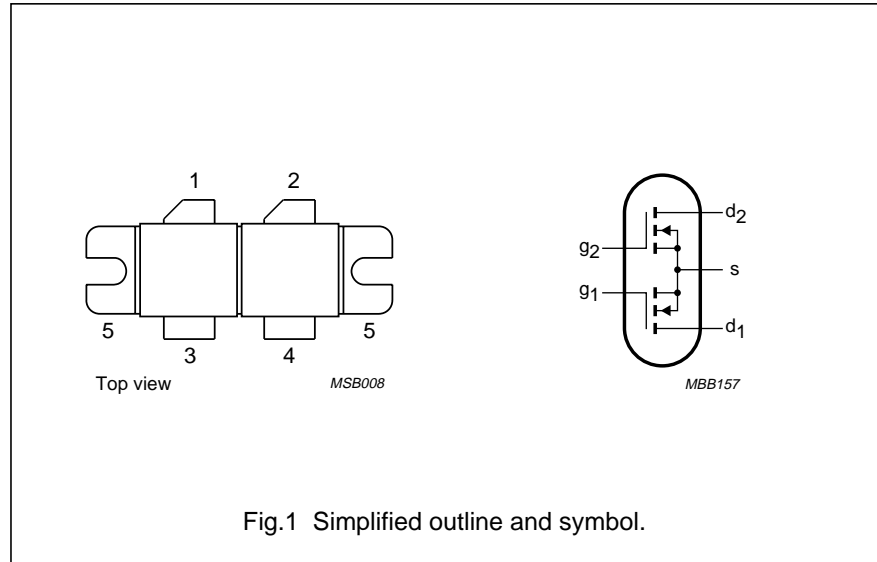 1 2
5 5
3 4
Top view MSB008
d2
g2
s
g1
d1
MBB157
Fig.1 Simplified outline and symbol.